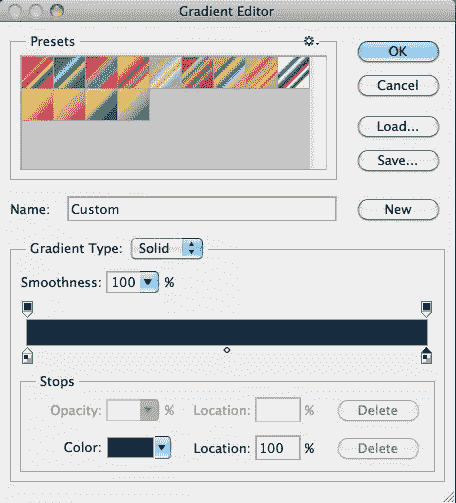 Gradient Editor
Presets
OK
Cancel
Load...
Save...
Name: Custom
New
Gradient Type: Solid
Smoothness: 100 %
Stops
Opacity: % Location: % Delete
Color: Location: 100 % Delete